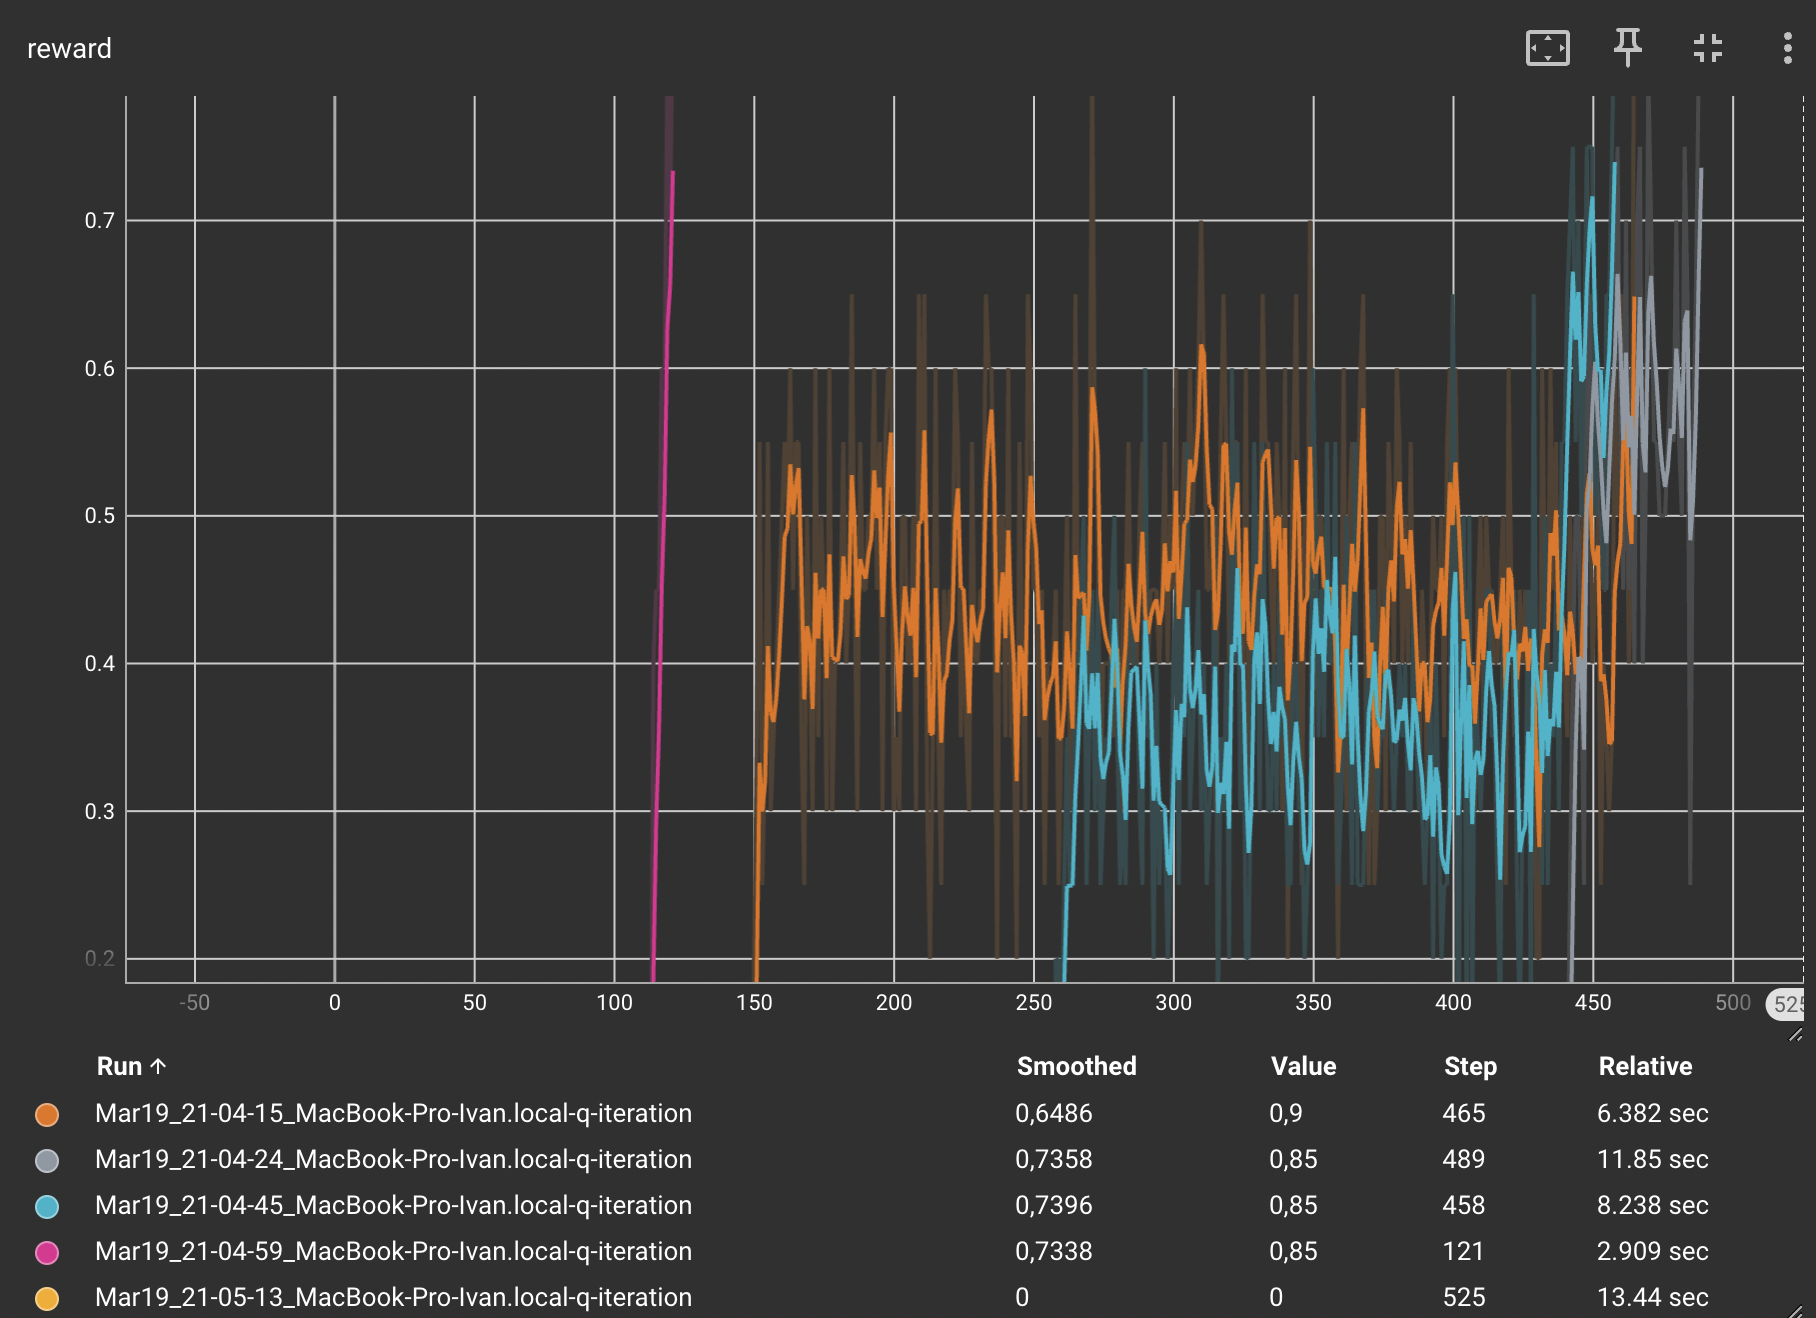 reward
0.7
0.6
0.5
0.4
0.3
0.2
-50 0 50 100 150 200 250 300 350 400 450 500 525
Run ↑ Smoothed Value Step Relative
Mar19_21-04-15_MacBook-Pro-Ivan.local-q-iteration 0,6486 0,9 465 6.382 sec
Mar19_21-04-24_MacBook-Pro-Ivan.local-q-iteration 0,7358 0,85 489 11.85 sec
Mar19_21-04-45_MacBook-Pro-Ivan.local-q-iteration 0,7396 0,85 458 8.238 sec
Mar19_21-04-59_MacBook-Pro-Ivan.local-q-iteration 0,7338 0,85 121 2.909 sec
Mar19_21-05-13_MacBook-Pro-Ivan.local-q-iteration 0 0 525 13.44 sec